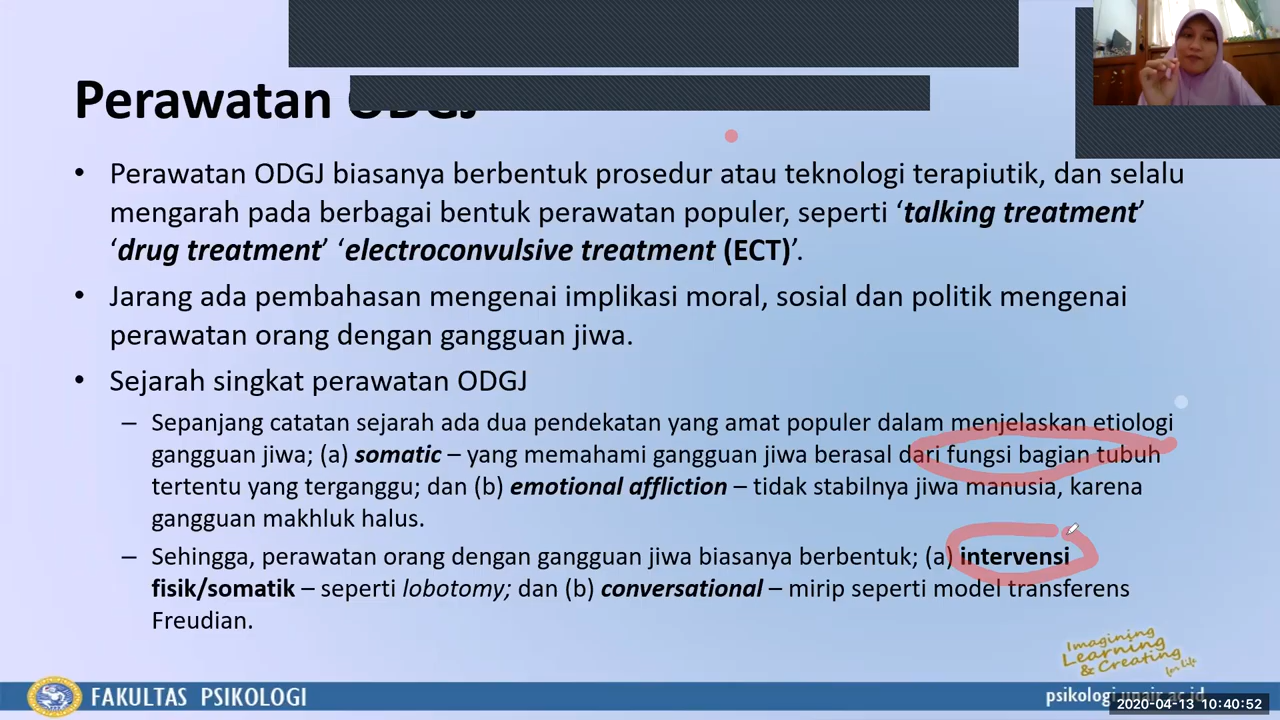 Perawatan ODGJ
• Perawatan ODGJ biasanya berbentuk prosedur atau teknologi terapiutik, dan selalu
mengarah pada berbagai bentuk perawatan populer, seperti ‘talking treatment’
‘drug treatment’ ‘electroconvulsive treatment (ECT)’.
• Jarang ada pembahasan mengenai implikasi moral, sosial dan politik mengenai
perawatan orang dengan gangguan jiwa.
• Sejarah singkat perawatan ODGJ
– Sepanjang catatan sejarah ada dua pendekatan yang amat populer dalam menjelaskan etiologi
gangguan jiwa; (a) somatic – yang memahami gangguan jiwa berasal dari fungsi bagian tubuh
tertentu yang terganggu; dan (b) emotional affliction – tidak stabilnya jiwa manusia, karena
gangguan makhluk halus.
– Sehingga, perawatan orang dengan gangguan jiwa biasanya berbentuk; (a) intervensi
fisik/somatik – seperti lobotomy; dan (b) conversational – mirip seperti model transferens
Freudian.
Imagining
Learning
& Creating
for life
FAKULTAS PSIKOLOGI
psikologi.unair.ac.id
2020-04-13 10:40:52